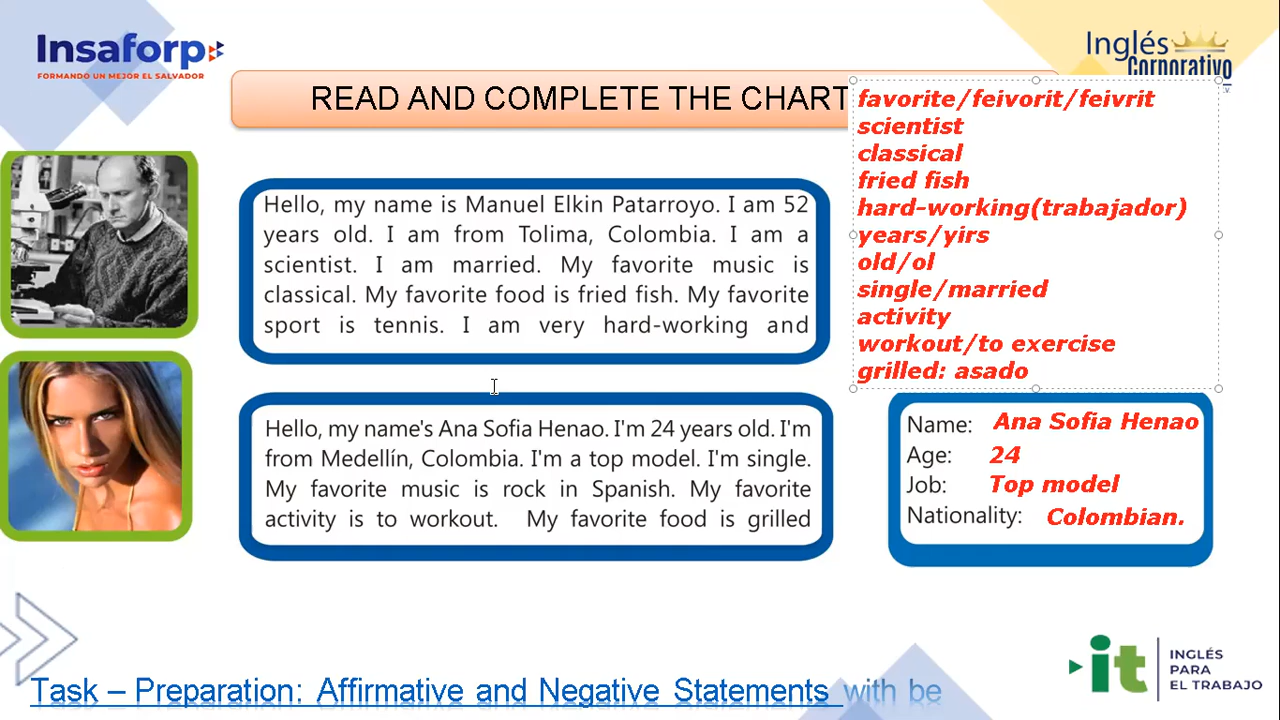 Insaforp
FORMANDO UN MEJOR EL SALVADOR
Inglés
Corporativo
READ AND COMPLETE THE CHART
favorite/feivorit/feivrit
scientist
classical
fried fish
hard-working(trabajador)
years/yirs
old/ol
single/married
activity
workout/to exercise
grilled: asado
Hello, my name is Manuel Elkin Patarroyo. I am 52
years old. I am from Tolima, Colombia. I am a
scientist. I am married. My favorite music is
classical. My favorite food is fried fish. My favorite
sport is tennis. I am very hard-working and
Hello, my name's Ana Sofia Henao. I'm 24 years old. I'm
from Medellín, Colombia. I'm a top model. I'm single.
My favorite music is rock in Spanish. My favorite
activity is to workout. My favorite food is grilled
Name: Ana Sofia Henao
Age: 24
Job: Top model
Nationality: Colombian.
Task – Preparation: Affirmative and Negative Statements with be
it
INGLÉS
PARA
EL TRABAJO